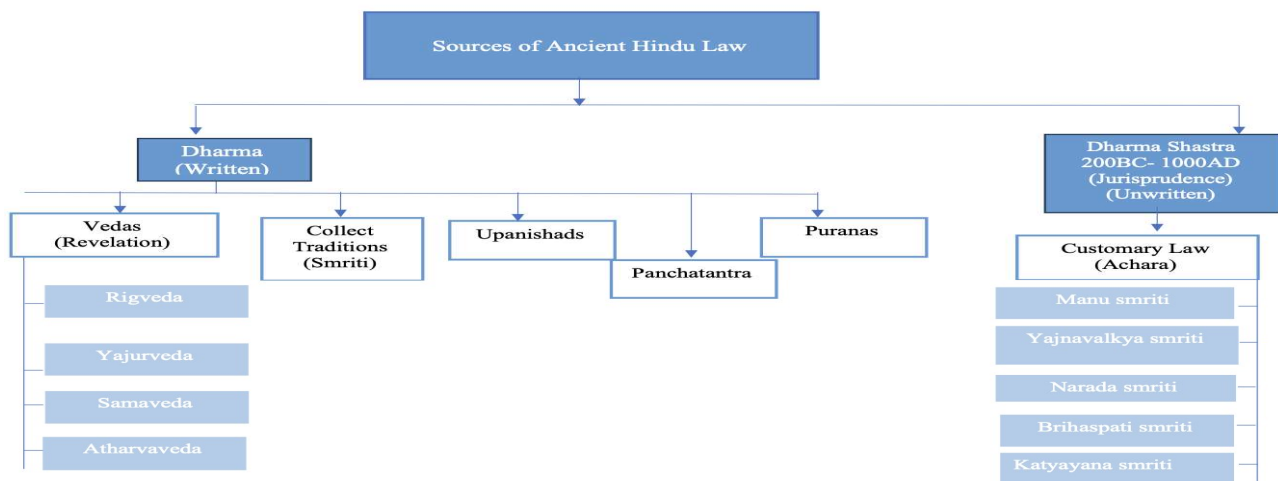 Sources of Ancient Hindu Law
Dharma
(Written)
Dharma Shastra
200BC- 1000AD
(Jurisprudence)
(Unwritten)
Vedas
(Revelation)
Collect
Traditions
(Smriti)
Upanishads
Panchatantra
Puranas
Customary Law
(Achara)
Rigveda
Yajurveda
Samaveda
Atharvaveda
Manu smriti
Yajnavalkya smriti
Narada smriti
Brihaspati smriti
Katyayana smriti